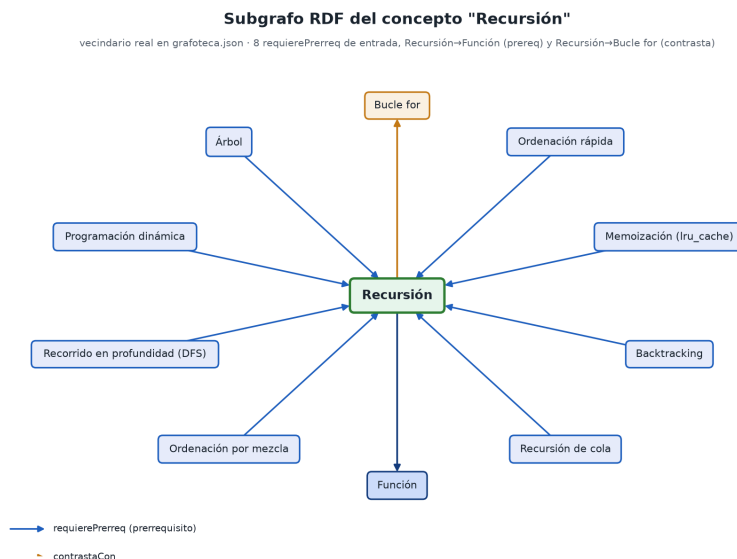 Subgrafo RDF del concepto "Recursión"
vecindario real en grafoteca.json · 8 requierePrerreq de entrada, Recursión→Función (prereq) y Recursión→Bucle for (contrasta)
Bucle for
Árbol
Ordenación rápida
Programación dinámica
Memoización (lru_cache)
Recursión
Recorrido en profundidad (DFS)
Backtracking
Ordenación por mezcla
Recursión de cola
Función
requierePrerreq (prerrequisito)
contrastaCon